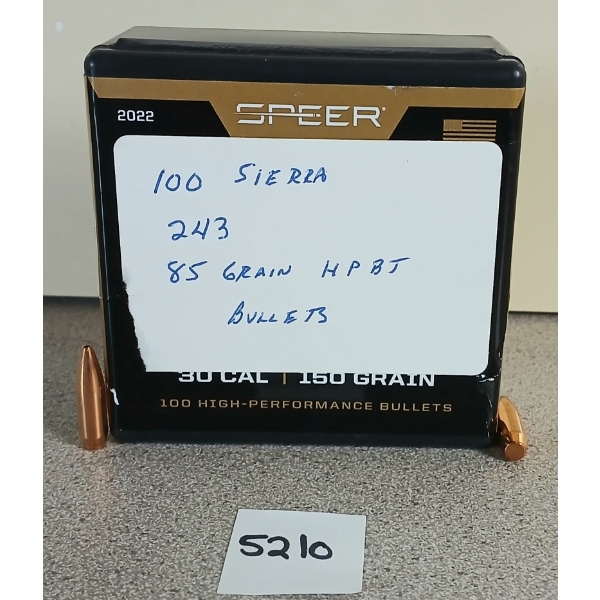 2022
SPEER
100 SIERRA
243
85 GRAIN HPBT
BULLETS
30 CAL | 150 GRAIN
100 HIGH-PERFORMANCE BULLETS
5210